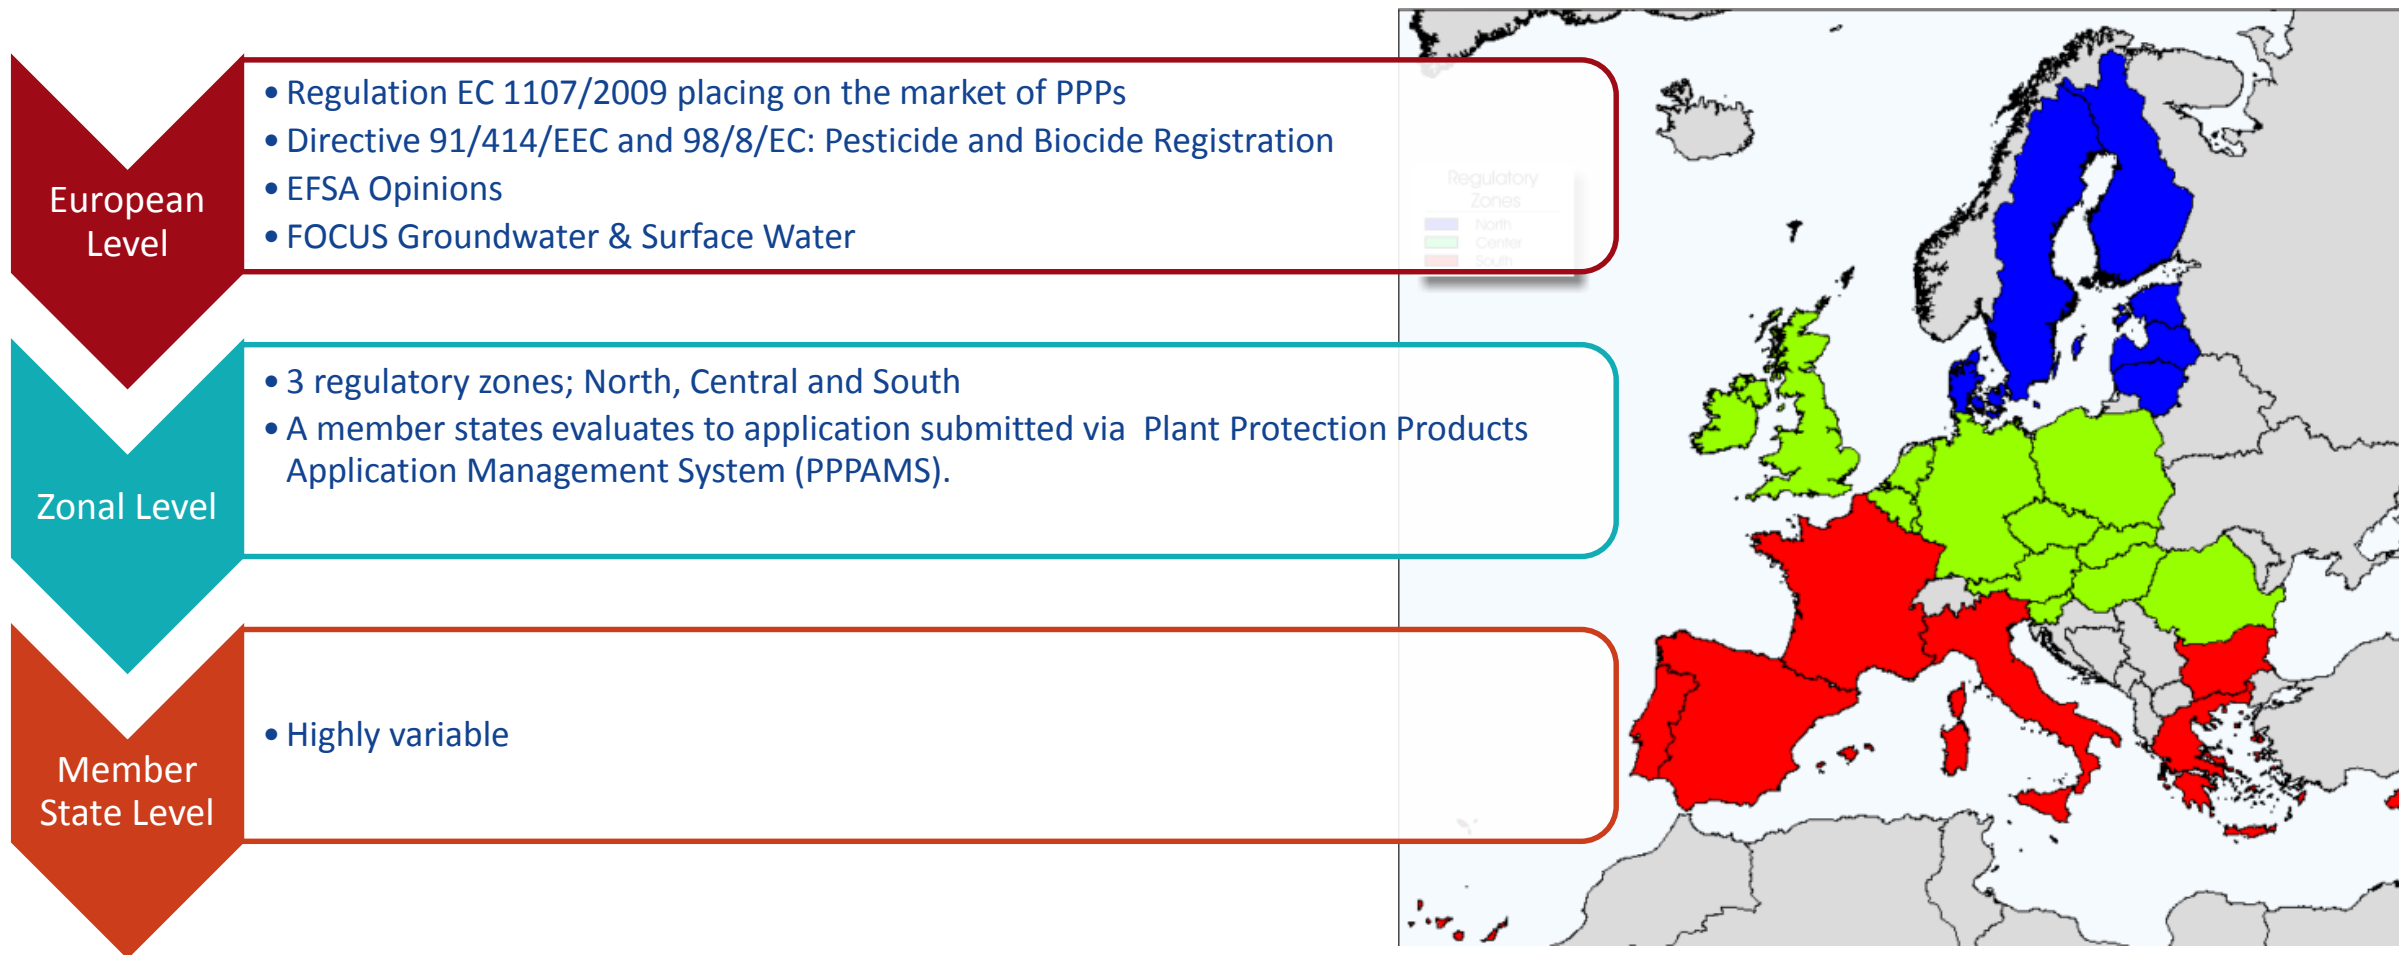 European
Level
• Regulation EC 1107/2009 placing on the market of PPPs
• Directive 91/414/EEC and 98/8/EC: Pesticide and Biocide Registration
• EFSA Opinions
• FOCUS Groundwater & Surface Water
Regulatory
Zones
North
Center
South
Zonal Level
• 3 regulatory zones; North, Central and South
• A member states evaluates to application submitted via Plant Protection Products
Application Management System (PPPAMS).
Member
State Level
• Highly variable